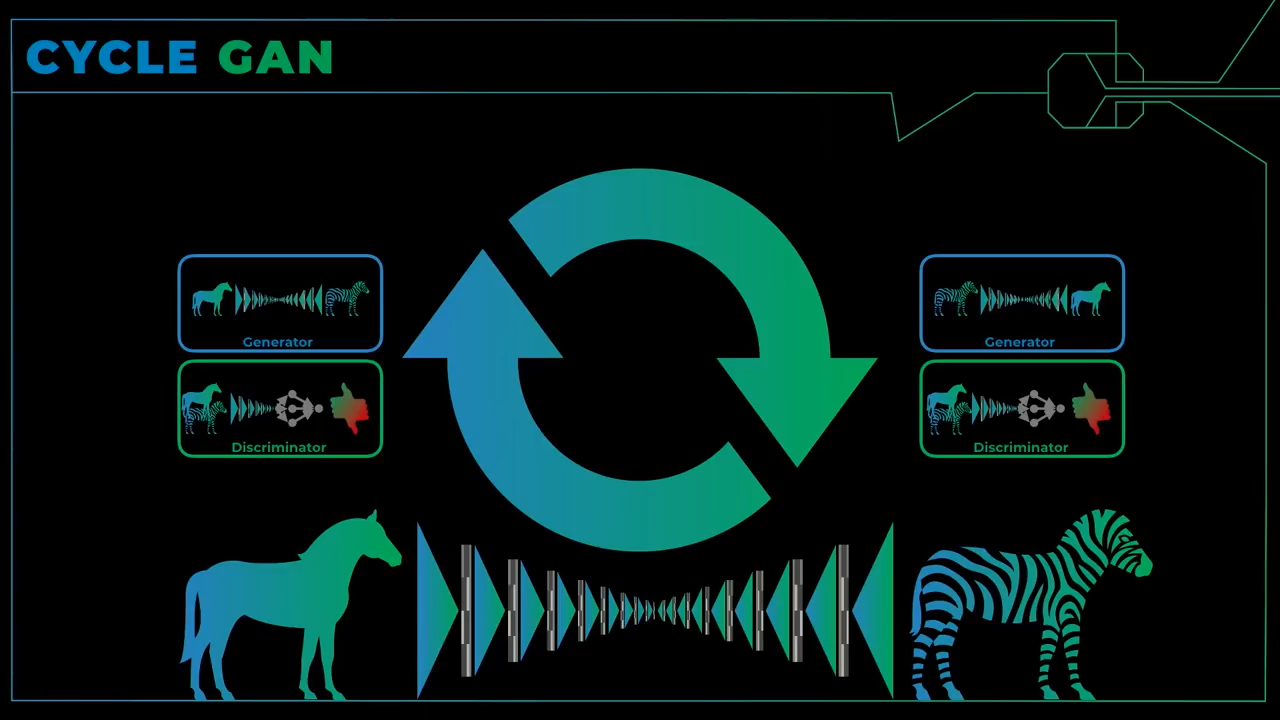 CYCLE GAN
Generator
Discriminator
Generator
Discriminator